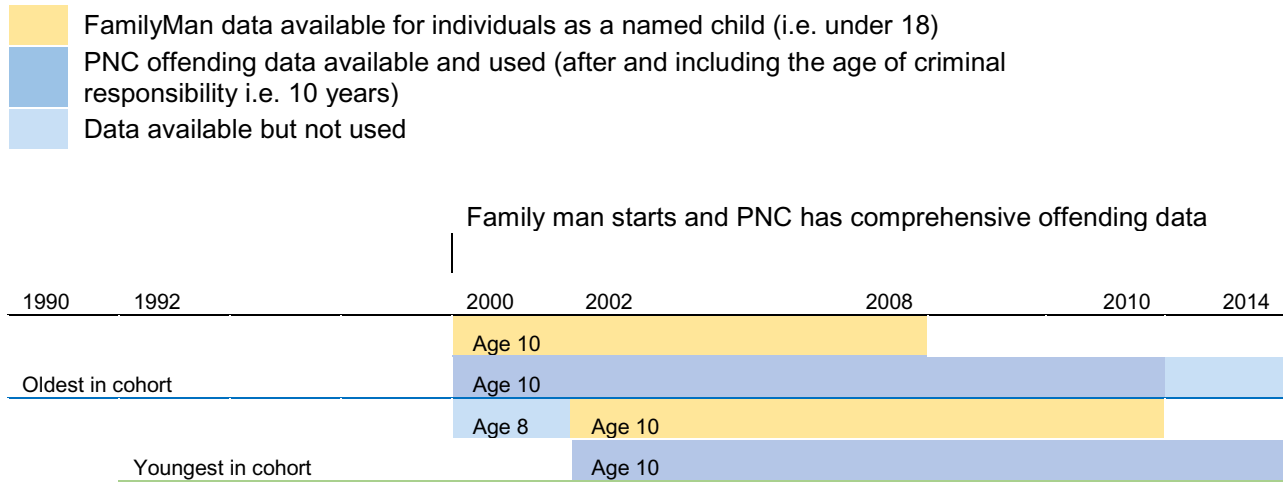 FamilyMan data available for individuals as a named child (i.e. under 18)
PNC offending data available and used (after and including the age of criminal
responsibility i.e. 10 years)
Data available but not used
Family man starts and PNC has comprehensive offending data
1990 1992 2000 2002 2008 2010 2014
Age 10
Oldest in cohort Age 10
Age 8 Age 10
Youngest in cohort Age 10